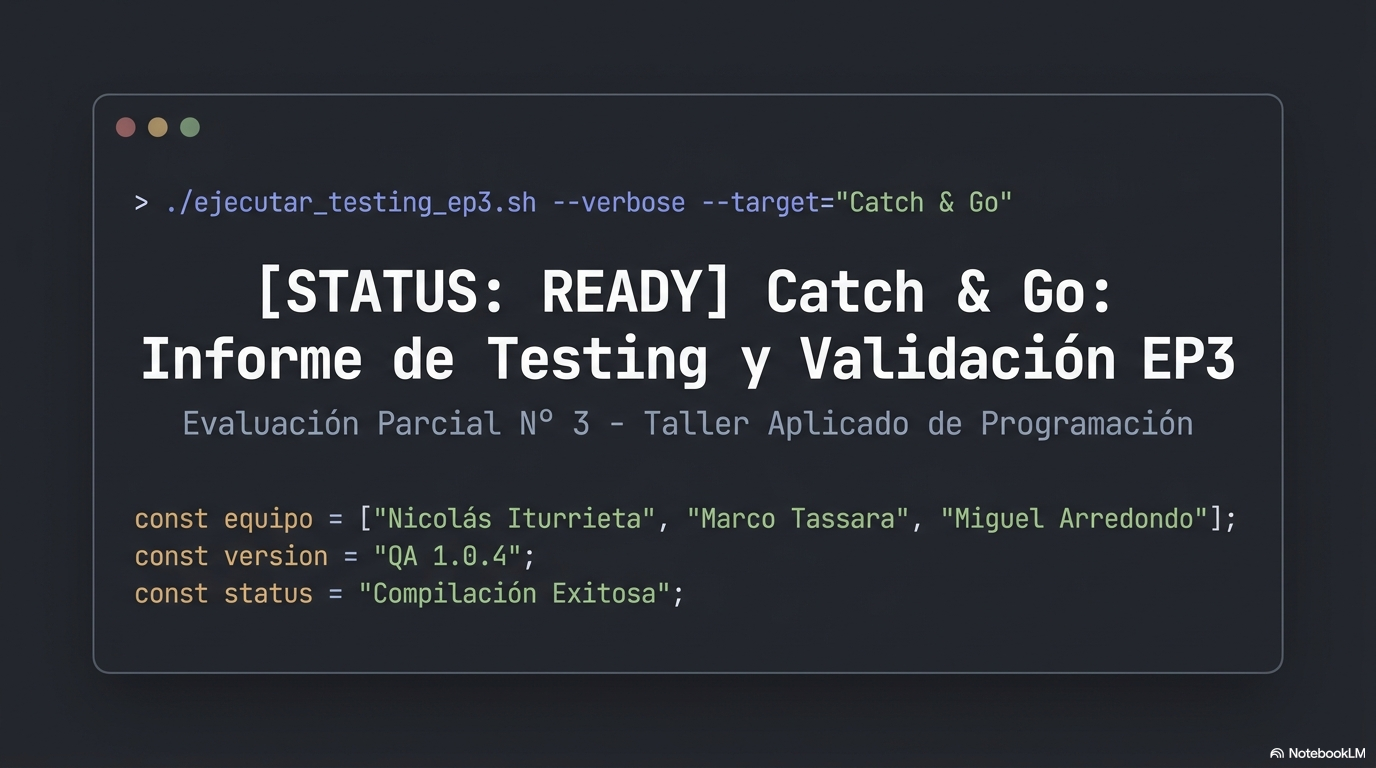 > ./ejecutar_testing_ep3.sh --verbose --target="Catch & Go"
[STATUS: READY] Catch & Go:
Informe de Testing y Validación EP3
Evaluación Parcial N° 3 - Taller Aplicado de Programación
const equipo = ["Nicolás Iturrieta", "Marco Tassara", "Miguel Arredondo"];
const version = "QA 1.0.4";
const status = "Compilación Exitosa";
NotebookLM